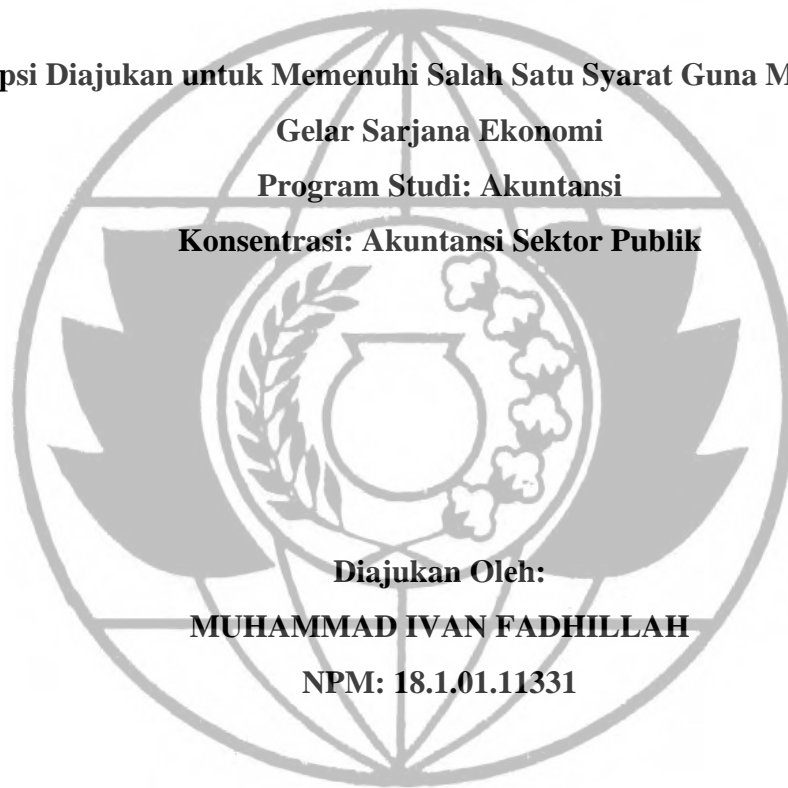 psi Diajukan untuk Memenuhi Salah Satu Syarat Guna M
Gelar Sarjana Ekonomi
Program Studi: Akuntansi
Konsentrasi: Akuntansi Sektor Publik
Diajukan Oleh:
MUHAMMAD IVAN FADHILLAH
NPM: 18.1.01.11331